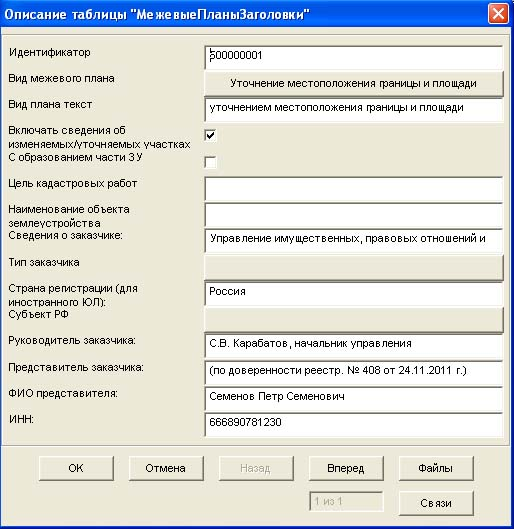 Описание таблицы "МежевыеПланыЗаголовки"
Идентификатор
500000001
Вид межевого плана
Уточнение местоположения границы и площади
Вид плана текст
уточнением местоположения границы и площади
Включать сведения об
изменяемых/уточняемых участках
С образованием части ЗУ
Цель кадастровых работ
Наименование объекта
землеустройства
Сведения о заказчике:
Управление имущественных, правовых отношений и
Тип заказчика
Страна регистрации (для
иностранного ЮЛ):
Россия
Субъект РФ
Руководитель заказчика:
С.В. Карабатов, начальник управления
Представитель заказчика:
(по доверенности реестр. № 408 от 24.11.2011 г.)
ФИО представителя:
Семенов Петр Семенович
ИНН:
666890781230
ОК
Отмена
Назад
Вперед
Файлы
1 из 1
Связи